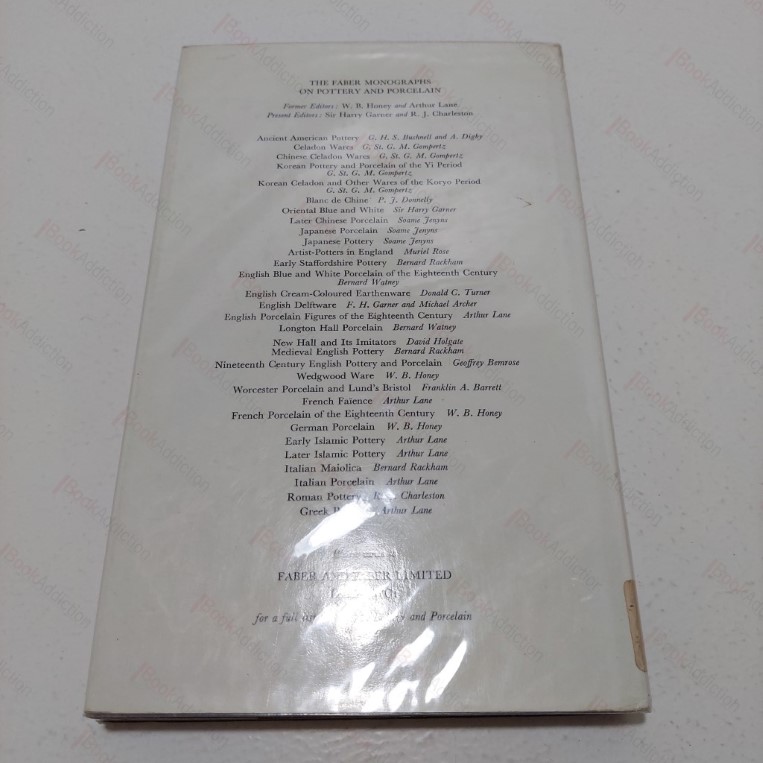 THE FABER MONOGRAPHS
ON POTTERY AND PORCELAIN
Former Editors: W. B. Honey and Arthur Lane.
Present Editors: Sir Harry Garner and R. J. Charleston
Ancient American Pottery G. H. S. Bushnell and A. Digby
Celadon Wares G. St. G. M. Gompertz
Chinese Celadon Wares G. St. G. M. Gompertz
Korean Pottery and Porcelain of the Yi Period
G. St. G. M. Gompertz
Korean Celadon and Other Wares of the Koryo Period
G. St. G. M. Gompertz
Blanc de Chine P. J. Donnelly
Oriental Blue and White Sir Harry Garner
Later Chinese Porcelain Soame Jenyns
Japanese Porcelain Soame Jenyns
Japanese Pottery Soame Jenyns
Artist-Potters in England Muriel Rose
Early Staffordshire Pottery Bernard Rackham
English Blue and White Porcelain of the Eighteenth Century
Bernard Watney
English Cream-Coloured Earthenware Donald C. Turner
English Delftware F. H. Garner and Michael Archer
English Porcelain Figures of the Eighteenth Century Arthur Lane
Longton Hall Porcelain Bernard Watney
New Hall and Its Imitators David Holgate
Medieval English Pottery Bernard Rackham
Nineteenth Century English Pottery and Porcelain Geoffrey Bemrose
Wedgwood Ware W. B. Honey
Worcester Porcelain and Lund's Bristol Franklin A. Barrett
French Faïence Arthur Lane
French Porcelain of the Eighteenth Century W. B. Honey
German Porcelain W. B. Honey
Early Islamic Pottery Arthur Lane
Later Islamic Pottery Arthur Lane
Italian Maiolica Bernard Rackham
Italian Porcelain Arthur Lane
Roman Pottery Charleston
Greek Arthur Lane
FABER AND FABER LIMITED
for a full and Porcelain
BookAddiction